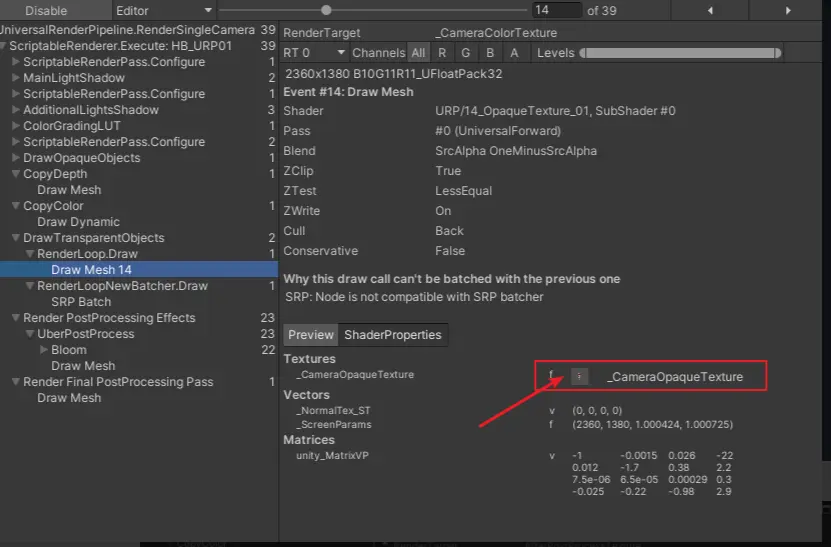 Disable Editor 14 of 39
UniversalRenderPipeline.RenderSingleCamera 39
ScriptableRenderer.Execute: HB_URP01 39
ScriptableRenderPass.Configure 1
MainLightShadow 2
ScriptableRenderPass.Configure 1
AdditionalLightsShadow 3
ColorGradingLUT 1
ScriptableRenderPass.Configure 2
DrawOpaqueObjects 1
CopyDepth 1
Draw Mesh
CopyColor 1
Draw Dynamic
DrawTransparentObjects 2
RenderLoop.Draw 1
Draw Mesh 14
RenderLoopNewBatcher.Draw 1
SRP Batch
Render PostProcessing Effects 23
UberPostProcess 23
Bloom 22
Draw Mesh
Render Final PostProcessing Pass 1
Draw Mesh
RenderTarget _CameraColorTexture
RT 0 Channels All R G B A Levels
2360x1380 B10G11R11_UFloatPack32
Event #14: Draw Mesh
Shader URP/14_OpaqueTexture_01, SubShader #0
Pass #0 (UniversalForward)
Blend SrcAlpha OneMinusSrcAlpha
ZClip True
ZTest LessEqual
ZWrite On
Cull Back
Conservative False
Why this draw call can't be batched with the previous one
SRP: Node is not compatible with SRP batcher
Preview ShaderProperties
Textures
_CameraOpaqueTexture f _CameraOpaqueTexture
Vectors
_NormalTex_ST v (0, 0, 0, 0)
_ScreenParams f (2360, 1380, 1.000424, 1.000725)
Matrices
unity_MatrixVP v -1 -0.0015 0.026 -22
0.012 -1.7 0.38 2.2
7.5e-06 6.5e-05 0.00029 0.3
-0.025 -0.22 -0.98 2.9